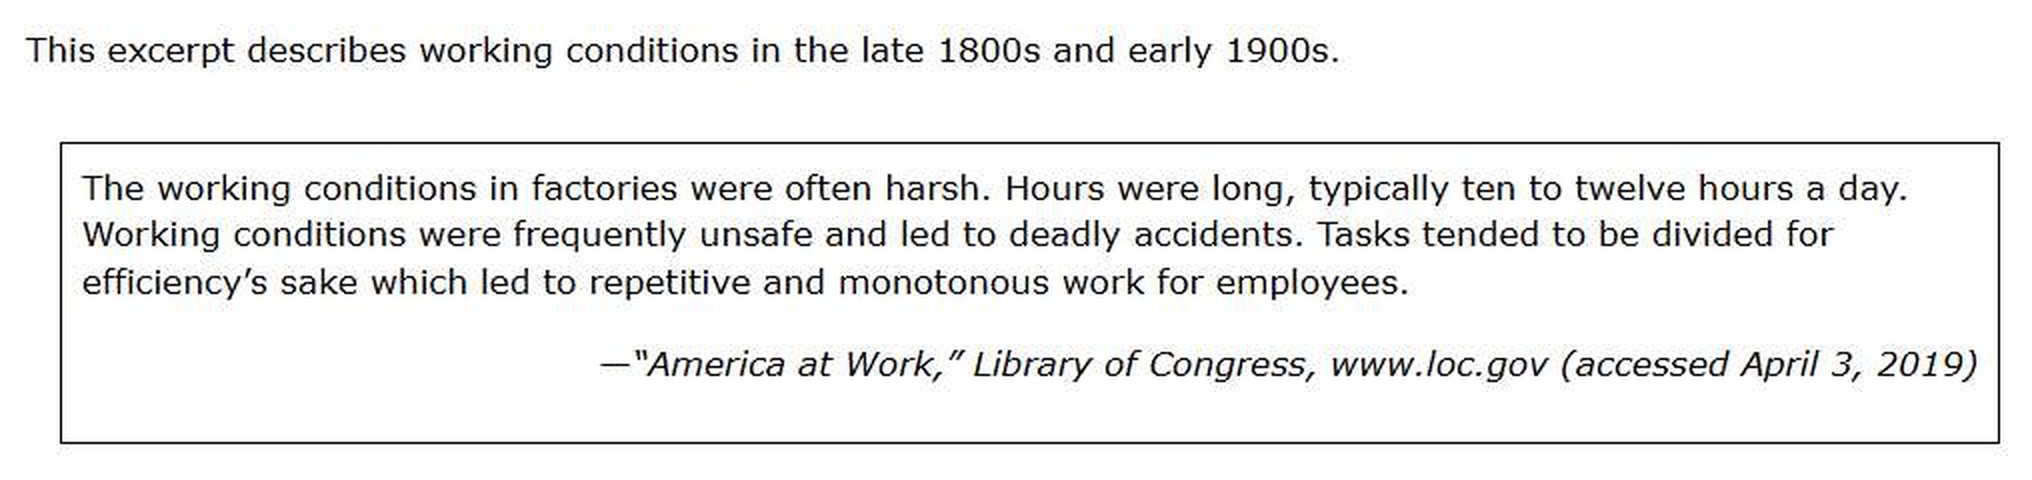 This excerpt describes working conditions in the late 1800s and early 1900s.
The working conditions in factories were often harsh. Hours were long, typically ten to twelve hours a day.
Working conditions were frequently unsafe and led to deadly accidents. Tasks tended to be divided for
efficiency’s sake which led to repetitive and monotonous work for employees.
—“America at Work,” Library of Congress, www.loc.gov (accessed April 3, 2019)